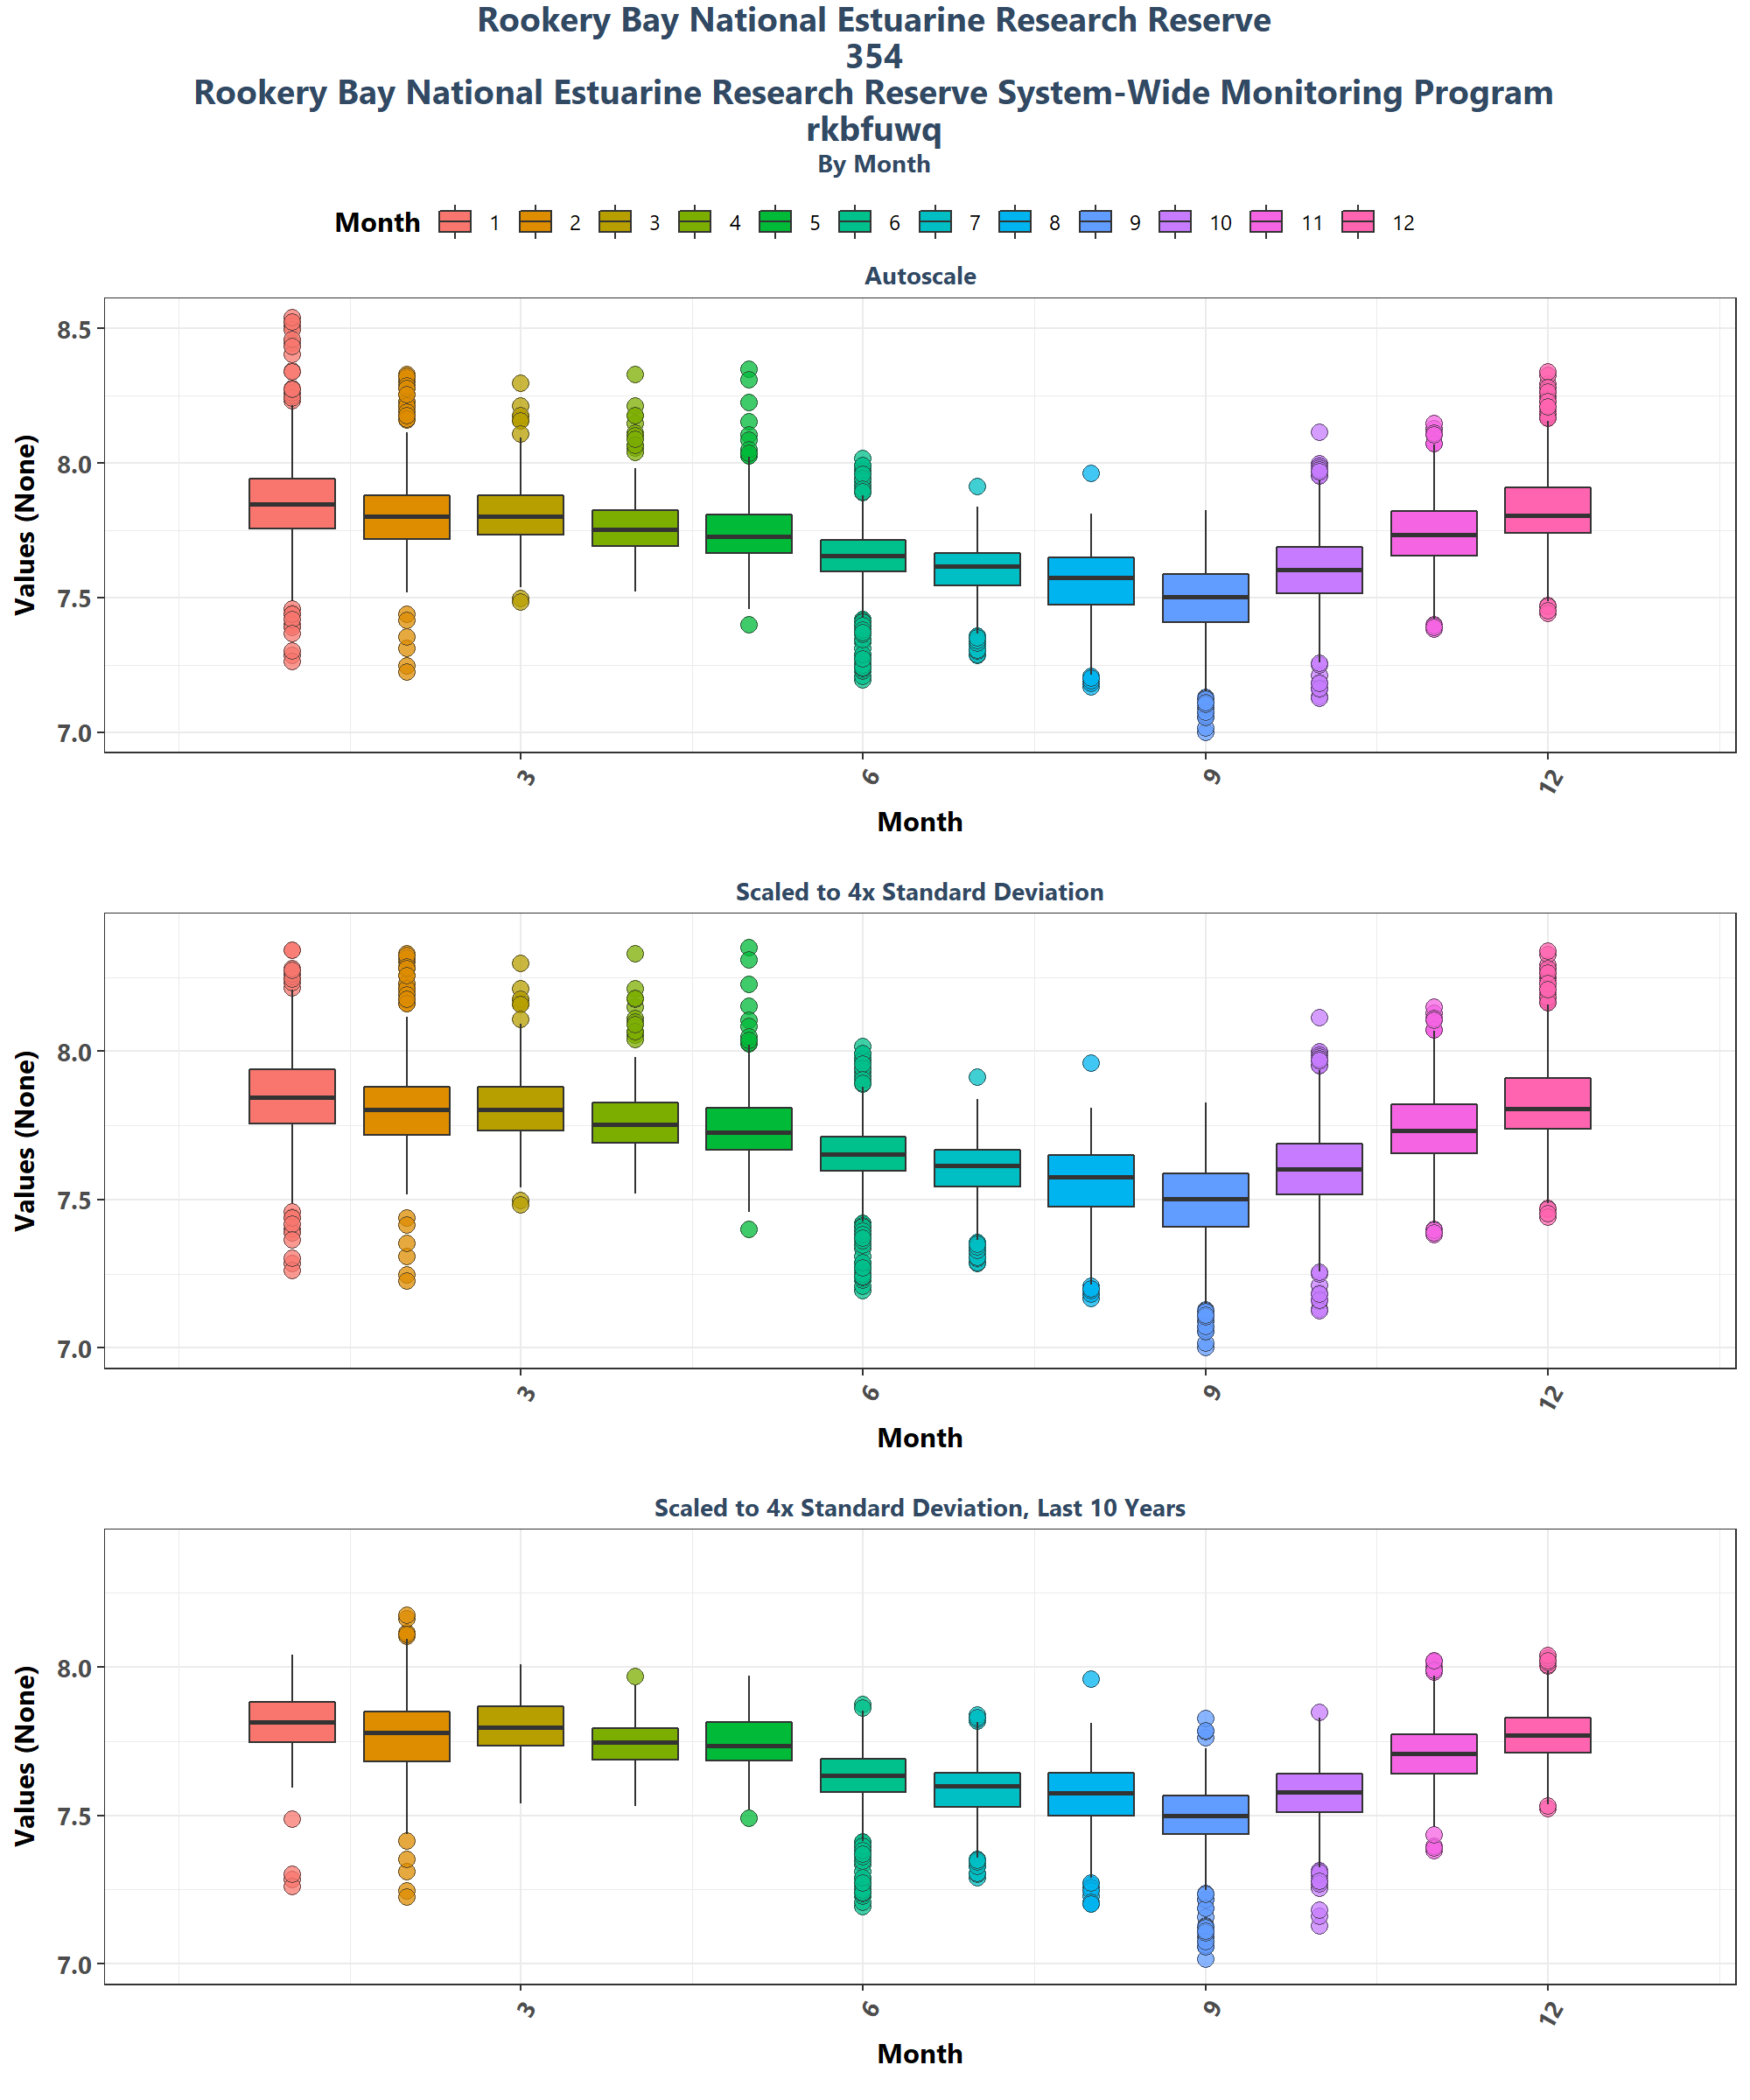 Rookery Bay National Estuarine Research Reserve
354
Rookery Bay National Estuarine Research Reserve System-Wide Monitoring Program
rkbfuwq
By Month
Month 1 2 3 4 5 6 7 8 9 10 11 12
Autoscale
Values (None)
8.5
8.0
7.5
7.0
3 6 9 12
Month
Scaled to 4x Standard Deviation
Values (None)
8.0
7.5
7.0
3 6 9 12
Month
Scaled to 4x Standard Deviation, Last 10 Years
Values (None)
8.0
7.5
7.0
3 6 9 12
Month